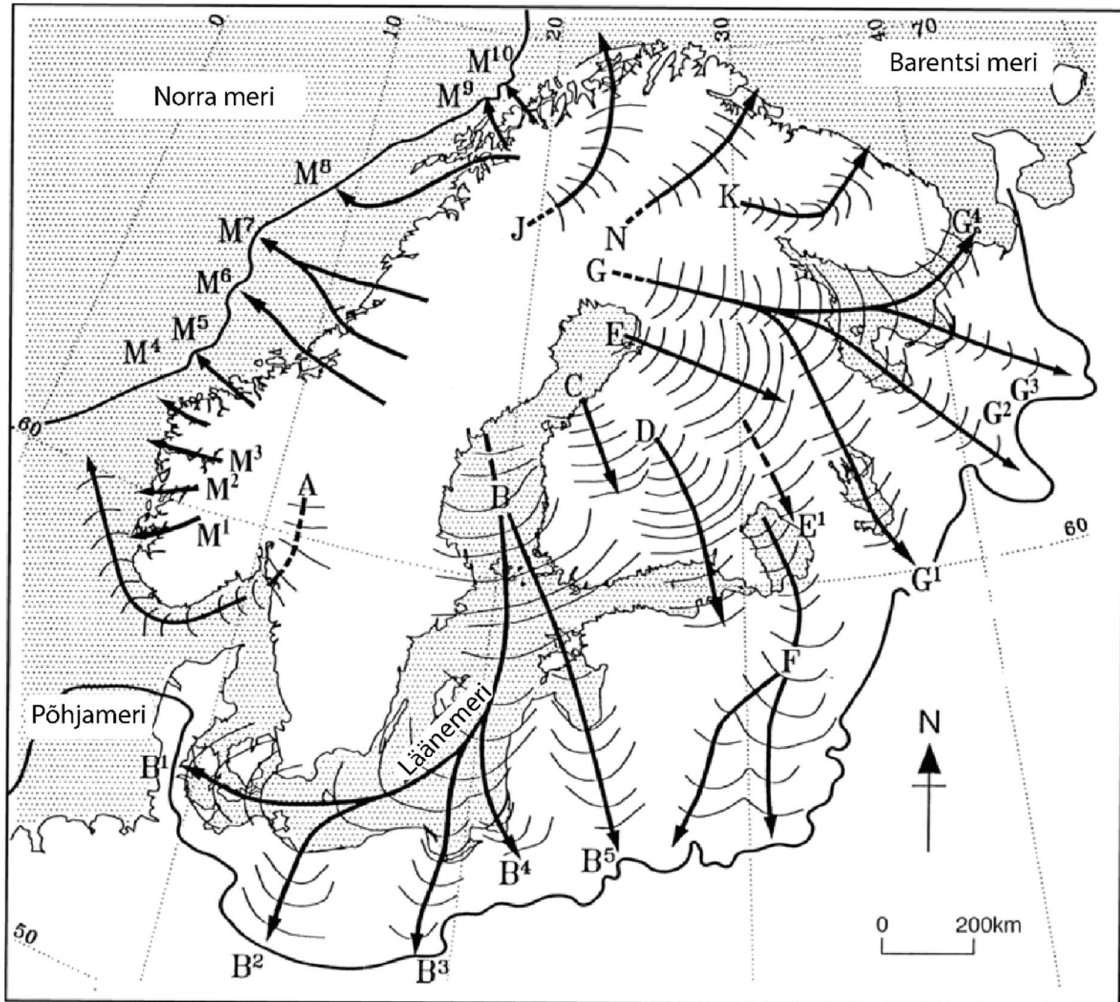 0
10
20
30
40
70
Norra meri
Barentsi meri
M10
M9
M8
M7
M6
M5
M4
60
M3
M2
M1
A
J
N
K
G
G4
E
C
D
B
G3
G2
E1
G1
60
F
Põhjameri
Läänemeri
B1
N
B4
B5
0 200km
50
B2
B3